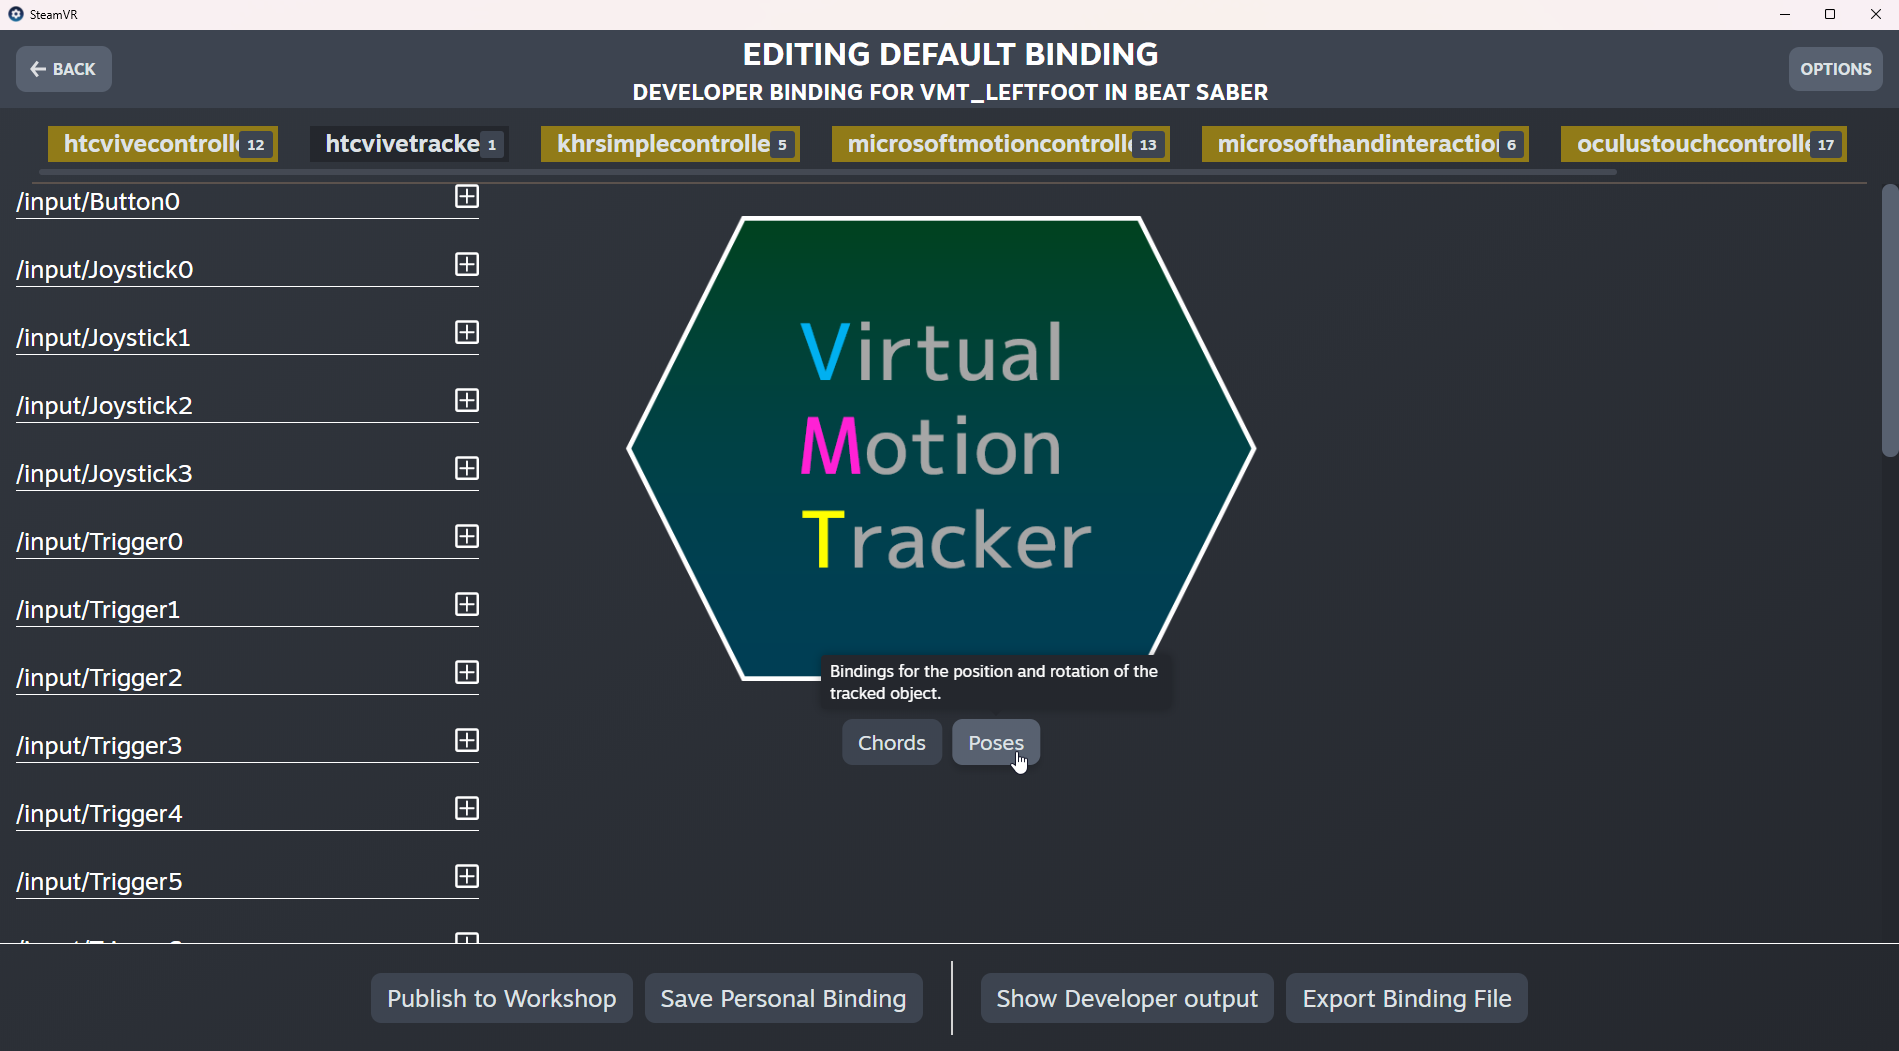 SteamVR
← BACK
EDITING DEFAULT BINDING
DEVELOPER BINDING FOR VMT_LEFTFOOT IN BEAT SABER
OPTIONS
htcvivecontroll 12
htcvivetracke 1
khrsimplecontrolle 5
microsoftmotioncontroll 13
microsofthandinteractio 6
oculustouchcontroll 17
/input/Button0
/input/Joystick0
/input/Joystick1
/input/Joystick2
/input/Joystick3
/input/Trigger0
/input/Trigger1
/input/Trigger2
/input/Trigger3
/input/Trigger4
/input/Trigger5
Virtual
Motion
Tracker
Bindings for the position and rotation of the
tracked object.
Chords
Poses
Publish to Workshop
Save Personal Binding
Show Developer output
Export Binding File